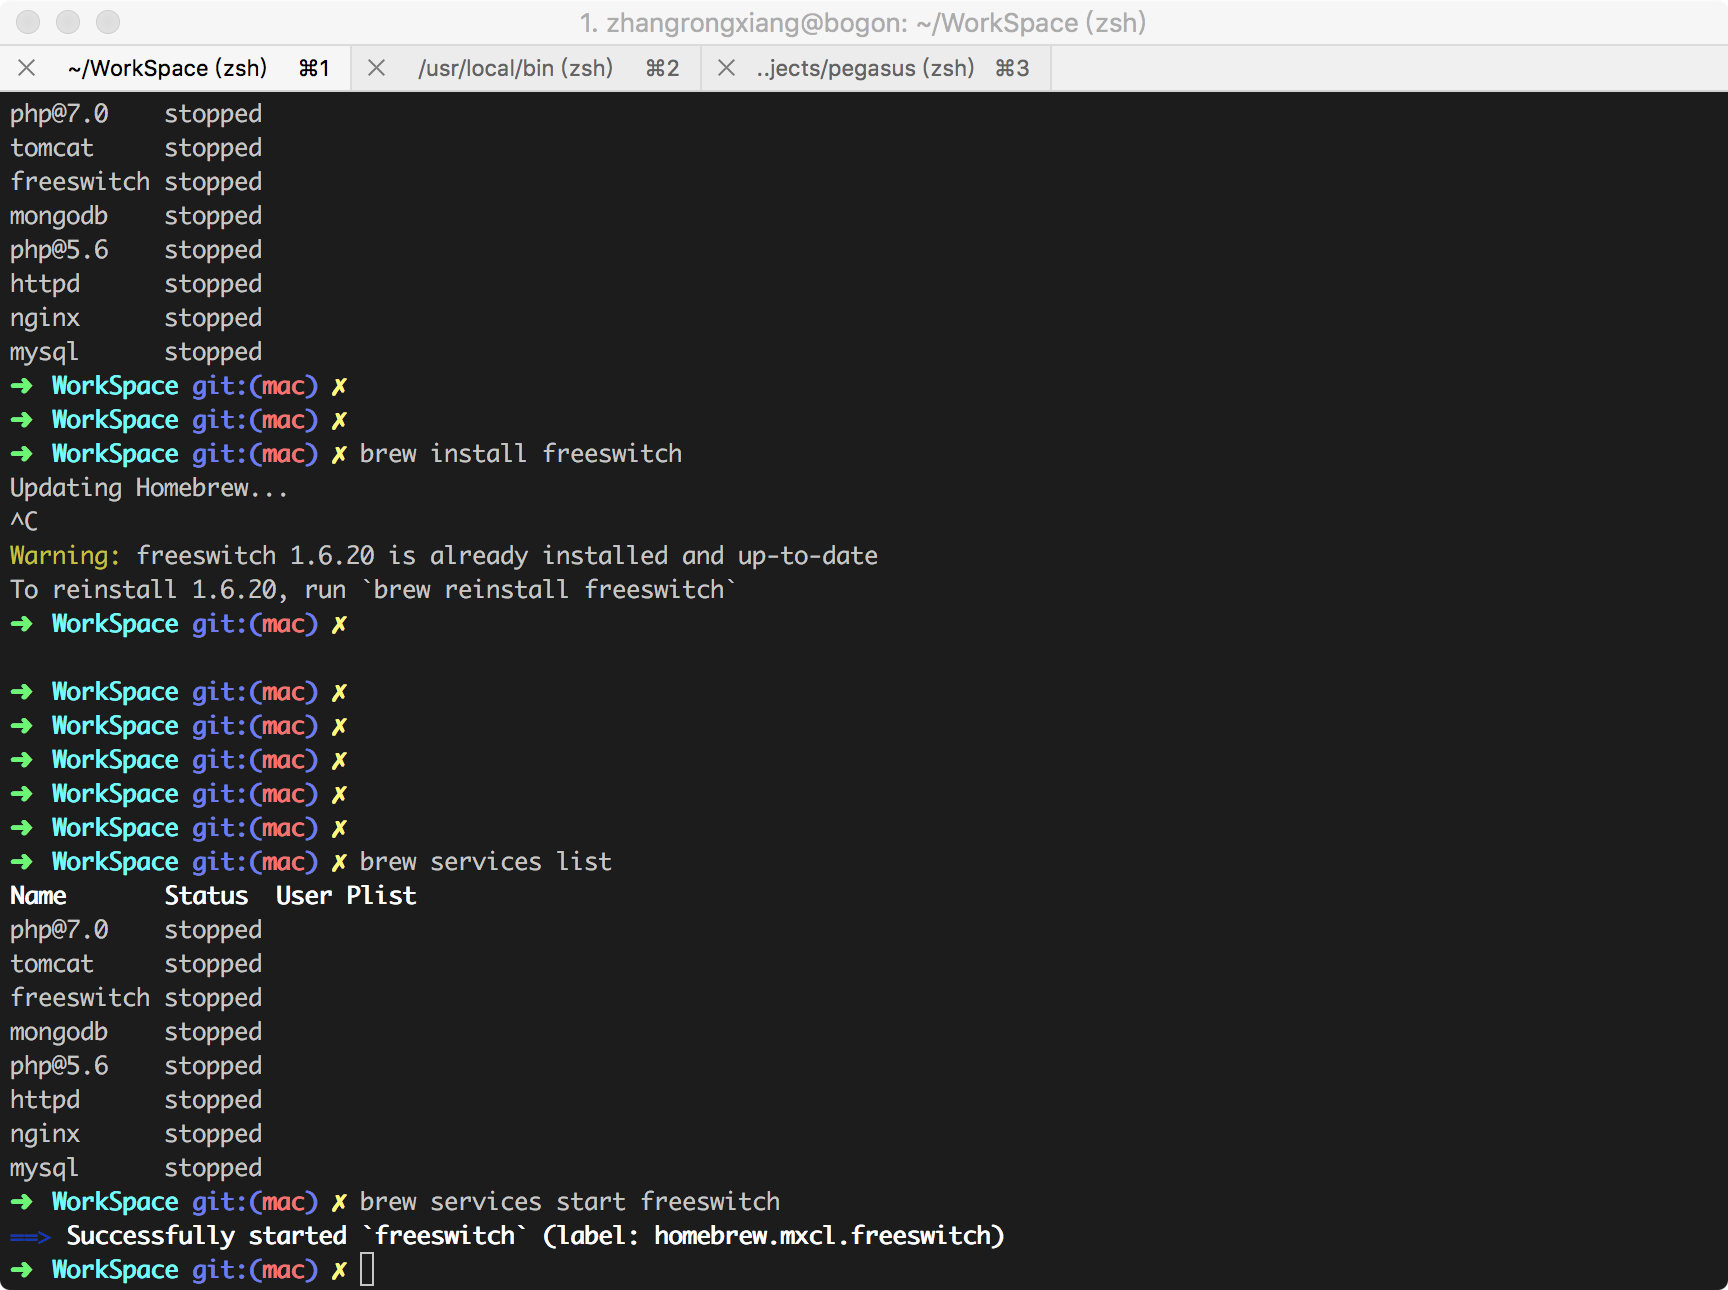 1. zhangrongxiang@bogon: ~/WorkSpace (zsh)
~/WorkSpace (zsh) ⌘1 /usr/local/bin (zsh) ⌘2 ..jects/pegasus (zsh) ⌘3
php@7.0 stopped
tomcat stopped
freeswitch stopped
mongodb stopped
php@5.6 stopped
httpd stopped
nginx stopped
mysql stopped
➜ WorkSpace git:(mac) ✗
➜ WorkSpace git:(mac) ✗
➜ WorkSpace git:(mac) ✗ brew install freeswitch
Updating Homebrew...
^C
Warning: freeswitch 1.6.20 is already installed and up-to-date
To reinstall 1.6.20, run `brew reinstall freeswitch`
➜ WorkSpace git:(mac) ✗
➜ WorkSpace git:(mac) ✗
➜ WorkSpace git:(mac) ✗
➜ WorkSpace git:(mac) ✗
➜ WorkSpace git:(mac) ✗
➜ WorkSpace git:(mac) ✗
➜ WorkSpace git:(mac) ✗ brew services list
Name Status User Plist
php@7.0 stopped
tomcat stopped
freeswitch stopped
mongodb stopped
php@5.6 stopped
httpd stopped
nginx stopped
mysql stopped
➜ WorkSpace git:(mac) ✗ brew services start freeswitch
==> Successfully started `freeswitch` (label: homebrew.mxcl.freeswitch)
➜ WorkSpace git:(mac) ✗